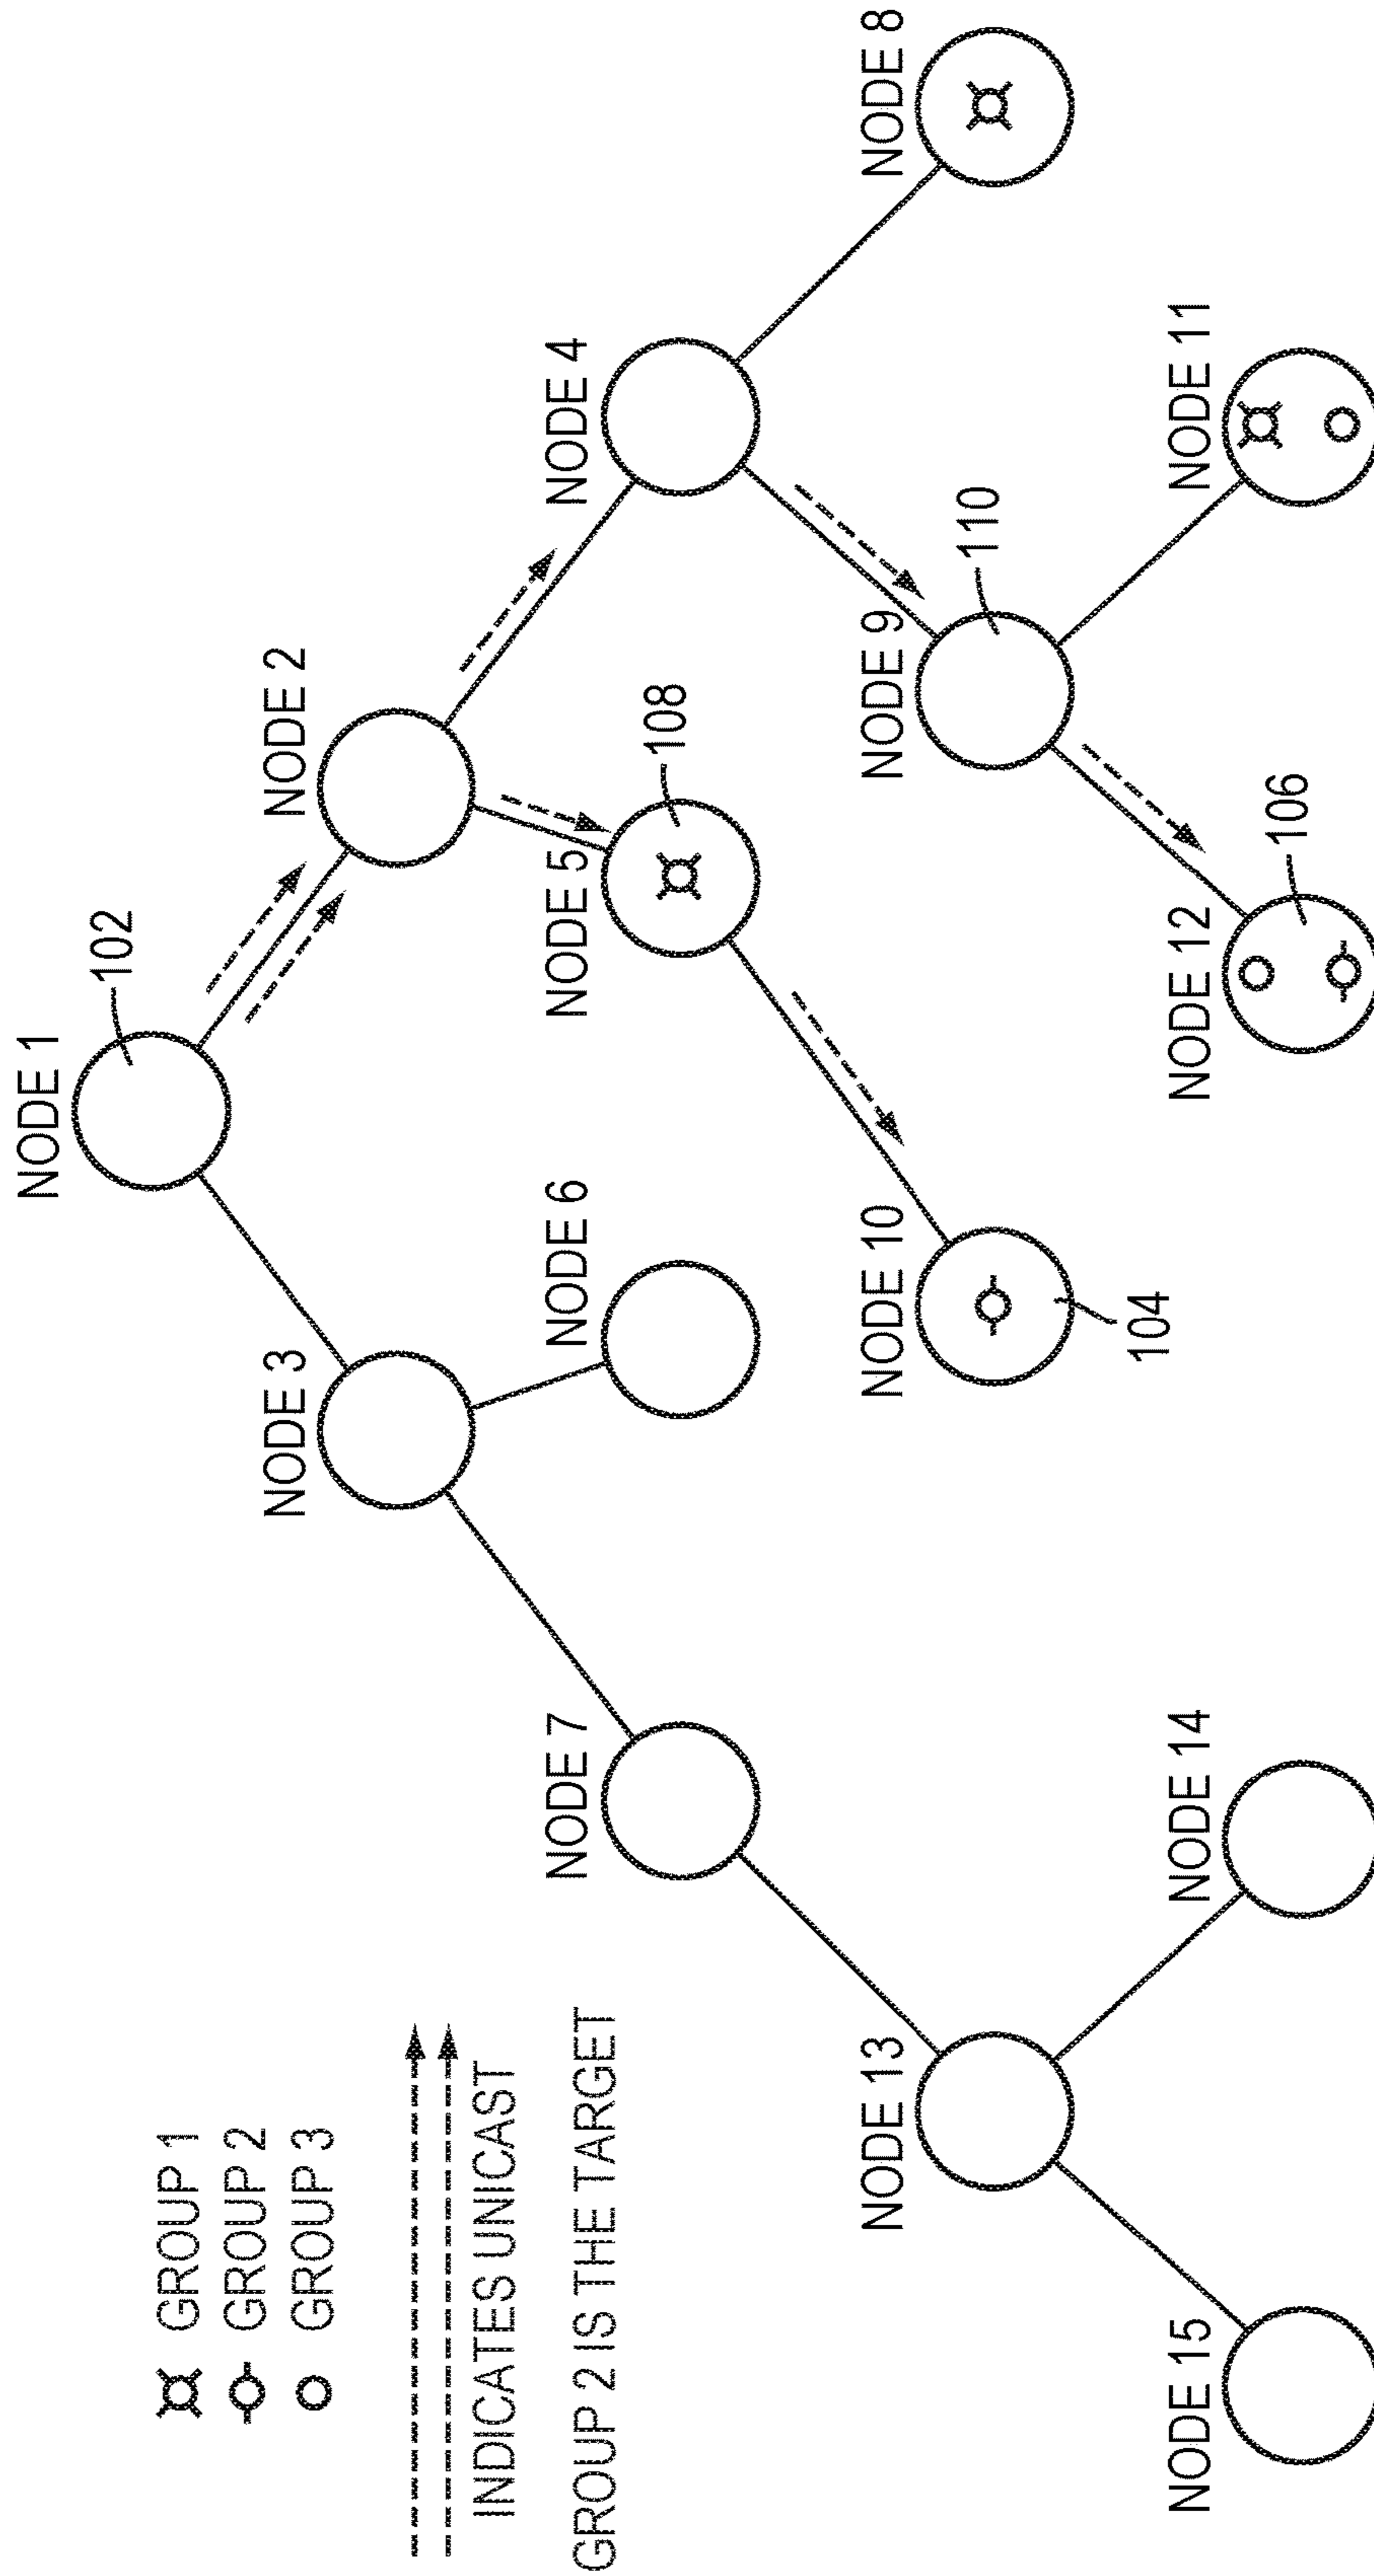 GROUP 1
GROUP 2
GROUP 3
INDICATES UNICAST
GROUP 2 IS THE TARGET
NODE 1
102
NODE 3
NODE 2
NODE 7
NODE 6
NODE 5
108
NODE 4
NODE 13
NODE 10
104
NODE 9
110
NODE 8
NODE 15
NODE 14
NODE 12
106
NODE 11